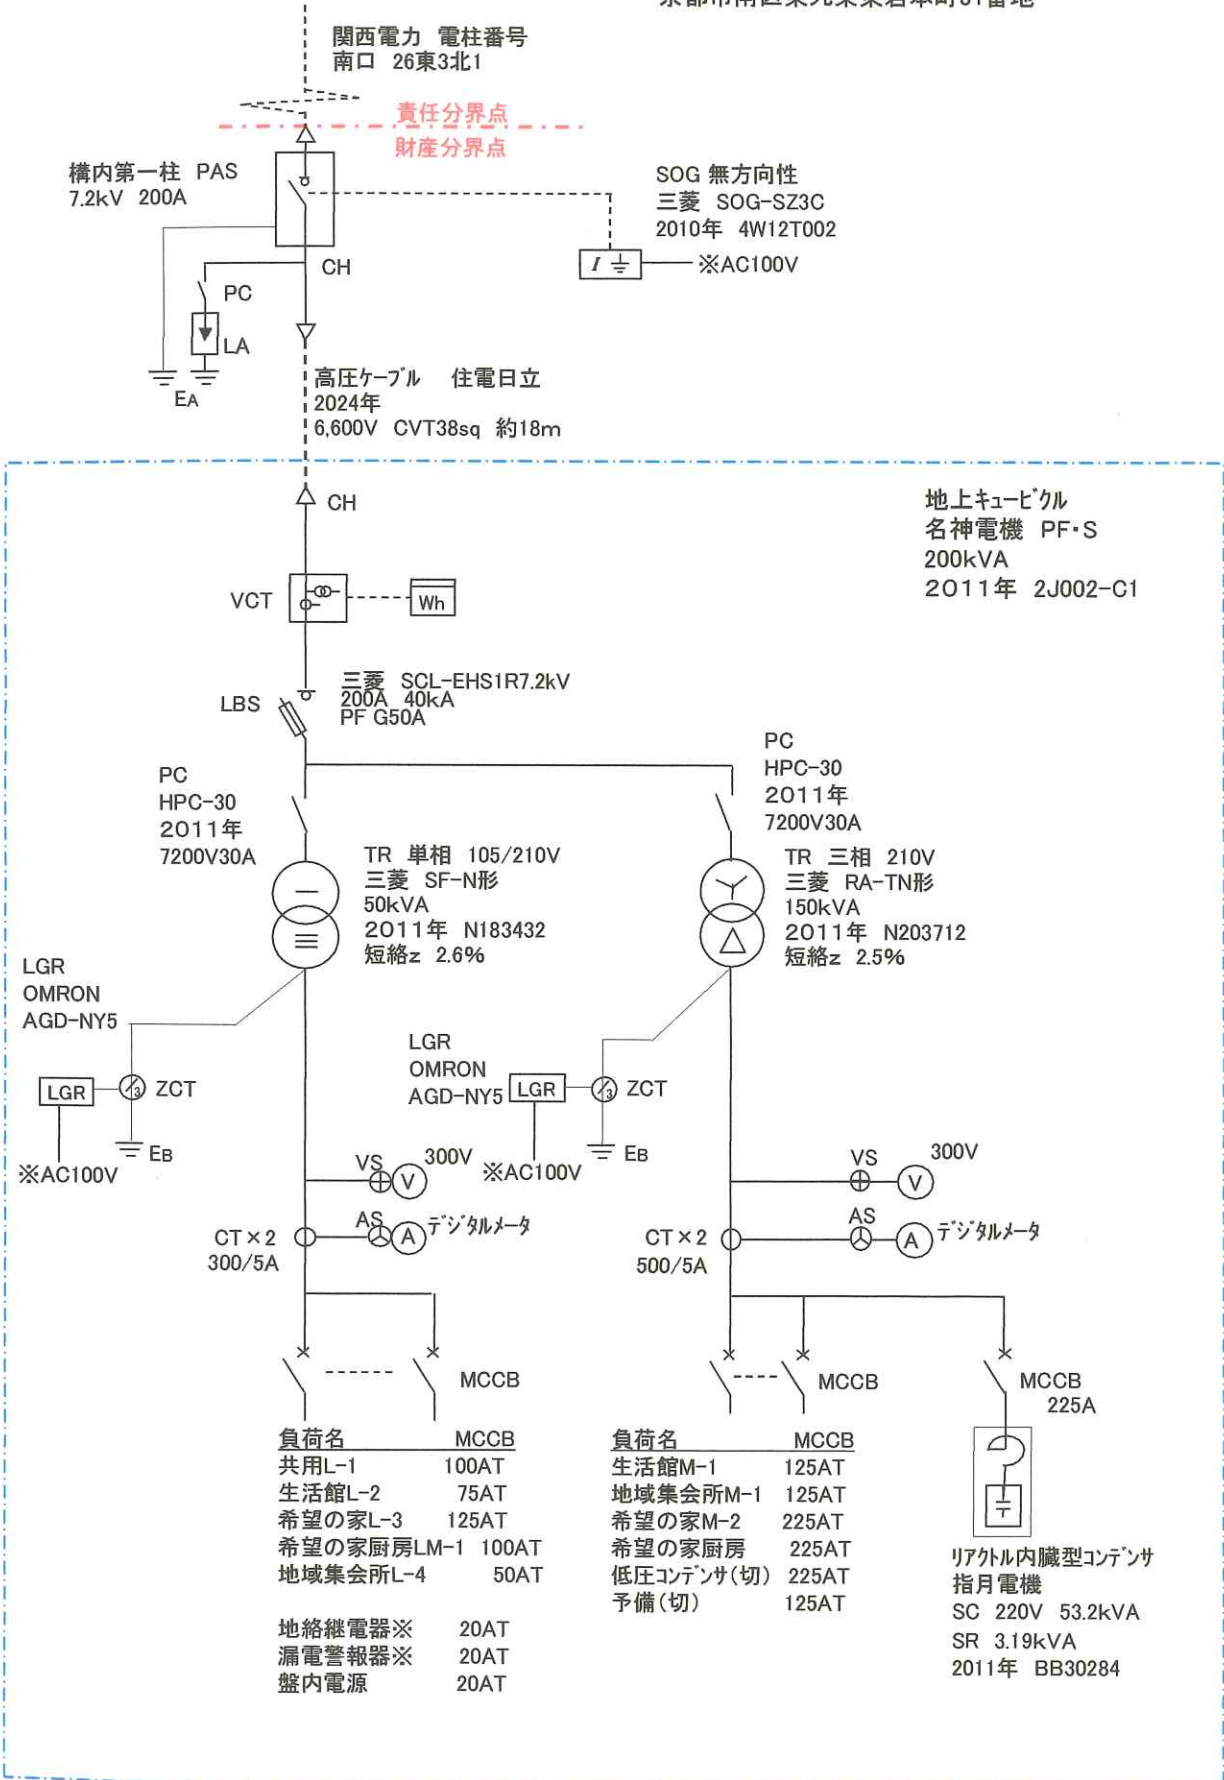 関西電力 電柱番号
南口 26東3北1
責任分界点
財産分界点
構内第一柱 PAS
7.2kV 200A
SOG 無方向性
三菱 SOG-SZ3C
2010年 4W12T002
I
※AC100V
CH
PC
LA
EA
高圧ｹｰﾌﾞﾙ 住電日立
2024年
6,600V CVT38sq 約18m
CH
地上ｷｭｰﾋﾞｸﾙ
名神電機 PF・S
200kVA
2011年 2J002-C1
VCT
Wh
LBS
三菱 SCL-EHS1R7.2kV
200A 40kA
PF G50A
PC
HPC-30
2011年
7200V30A
PC
HPC-30
2011年
7200V30A
TR 単相 105/210V
三菱 SF-N形
50kVA
2011年 N183432
短絡z 2.6%
TR 三相 210V
三菱 RA-TN形
150kVA
2011年 N203712
短絡z 2.5%
LGR
OMRON
AGD-NY5
LGR
3
ZCT
EB
※AC100V
LGR
OMRON
AGD-NY5
LGR
3
ZCT
EB
※AC100V
VS
V
300V
AS
A
ﾃﾞｼﾞﾀﾙﾒｰﾀ
CT×2
300/5A
VS
V
300V
AS
A
ﾃﾞｼﾞﾀﾙﾒｰﾀ
CT×2
500/5A
MCCB
MCCB
MCCB
225A
負荷名 MCCB
共用L-1 100AT
生活館L-2 75AT
希望の家L-3 125AT
希望の家厨房LM-1 100AT
地域集会所L-4 50AT
地絡継電器※ 20AT
漏電警報器※ 20AT
盤内電源 20AT
負荷名 MCCB
生活館M-1 125AT
地域集会所M-1 125AT
希望の家M-2 225AT
希望の家厨房 225AT
低圧ｺﾝﾃﾞﾝｻ(切) 225AT
予備(切) 125AT
ﾘｱｸﾄﾙ内臓型ｺﾝﾃﾞﾝｻ
指月電機
SC 220V 53.2kVA
SR 3.19kVA
2011年 BB30284